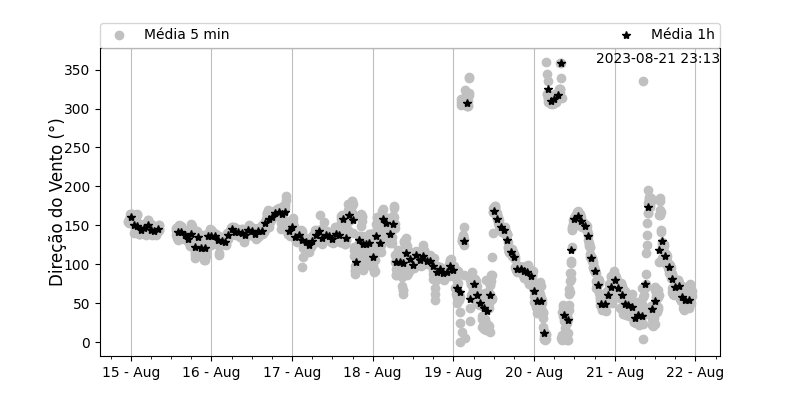 Média 5 min
Média 1h
2023-08-21 23:13
Direção do Vento (°)
350
300
250
200
150
100
50
0
15 - Aug
16 - Aug
17 - Aug
18 - Aug
19 - Aug
20 - Aug
21 - Aug
22 - Aug